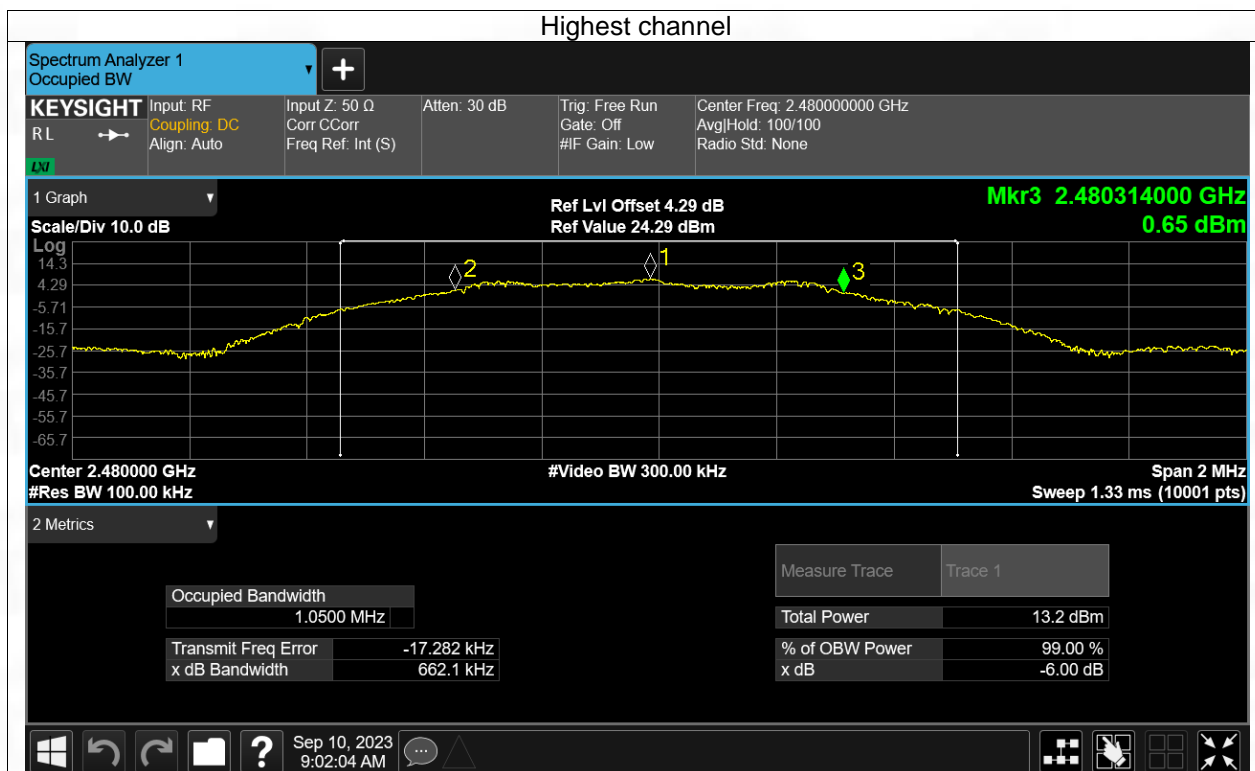 Highest channel
Spectrum Analyzer 1
Occupied BW
+
KEYSIGHT
R L
LXI
Input: RF
Coupling: DC
Align: Auto
Input Z: 50 Ω
Corr CCorr
Freq Ref: Int (S)
Atten: 30 dB
Trig: Free Run
Gate: Off
#IF Gain: Low
Center Freq: 2.480000000 GHz
Avg|Hold: 100/100
Radio Std: None
1 Graph
Scale/Div 10.0 dB
Ref Lvl Offset 4.29 dB
Ref Value 24.29 dBm
Mkr3 2.480314000 GHz
0.65 dBm
Log
14.3
4.29
-5.71
-15.7
-25.7
-35.7
-45.7
-55.7
-65.7
2
1
3
Center 2.480000 GHz
#Res BW 100.00 kHz
#Video BW 300.00 kHz
Span 2 MHz
Sweep 1.33 ms (10001 pts)
2 Metrics
Measure Trace Trace 1
Occupied Bandwidth
1.0500 MHz
Total Power 13.2 dBm
Transmit Freq Error -17.282 kHz
% of OBW Power 99.00 %
x dB Bandwidth 662.1 kHz
x dB -6.00 dB
?
Sep 10, 2023
9:02:04 AM